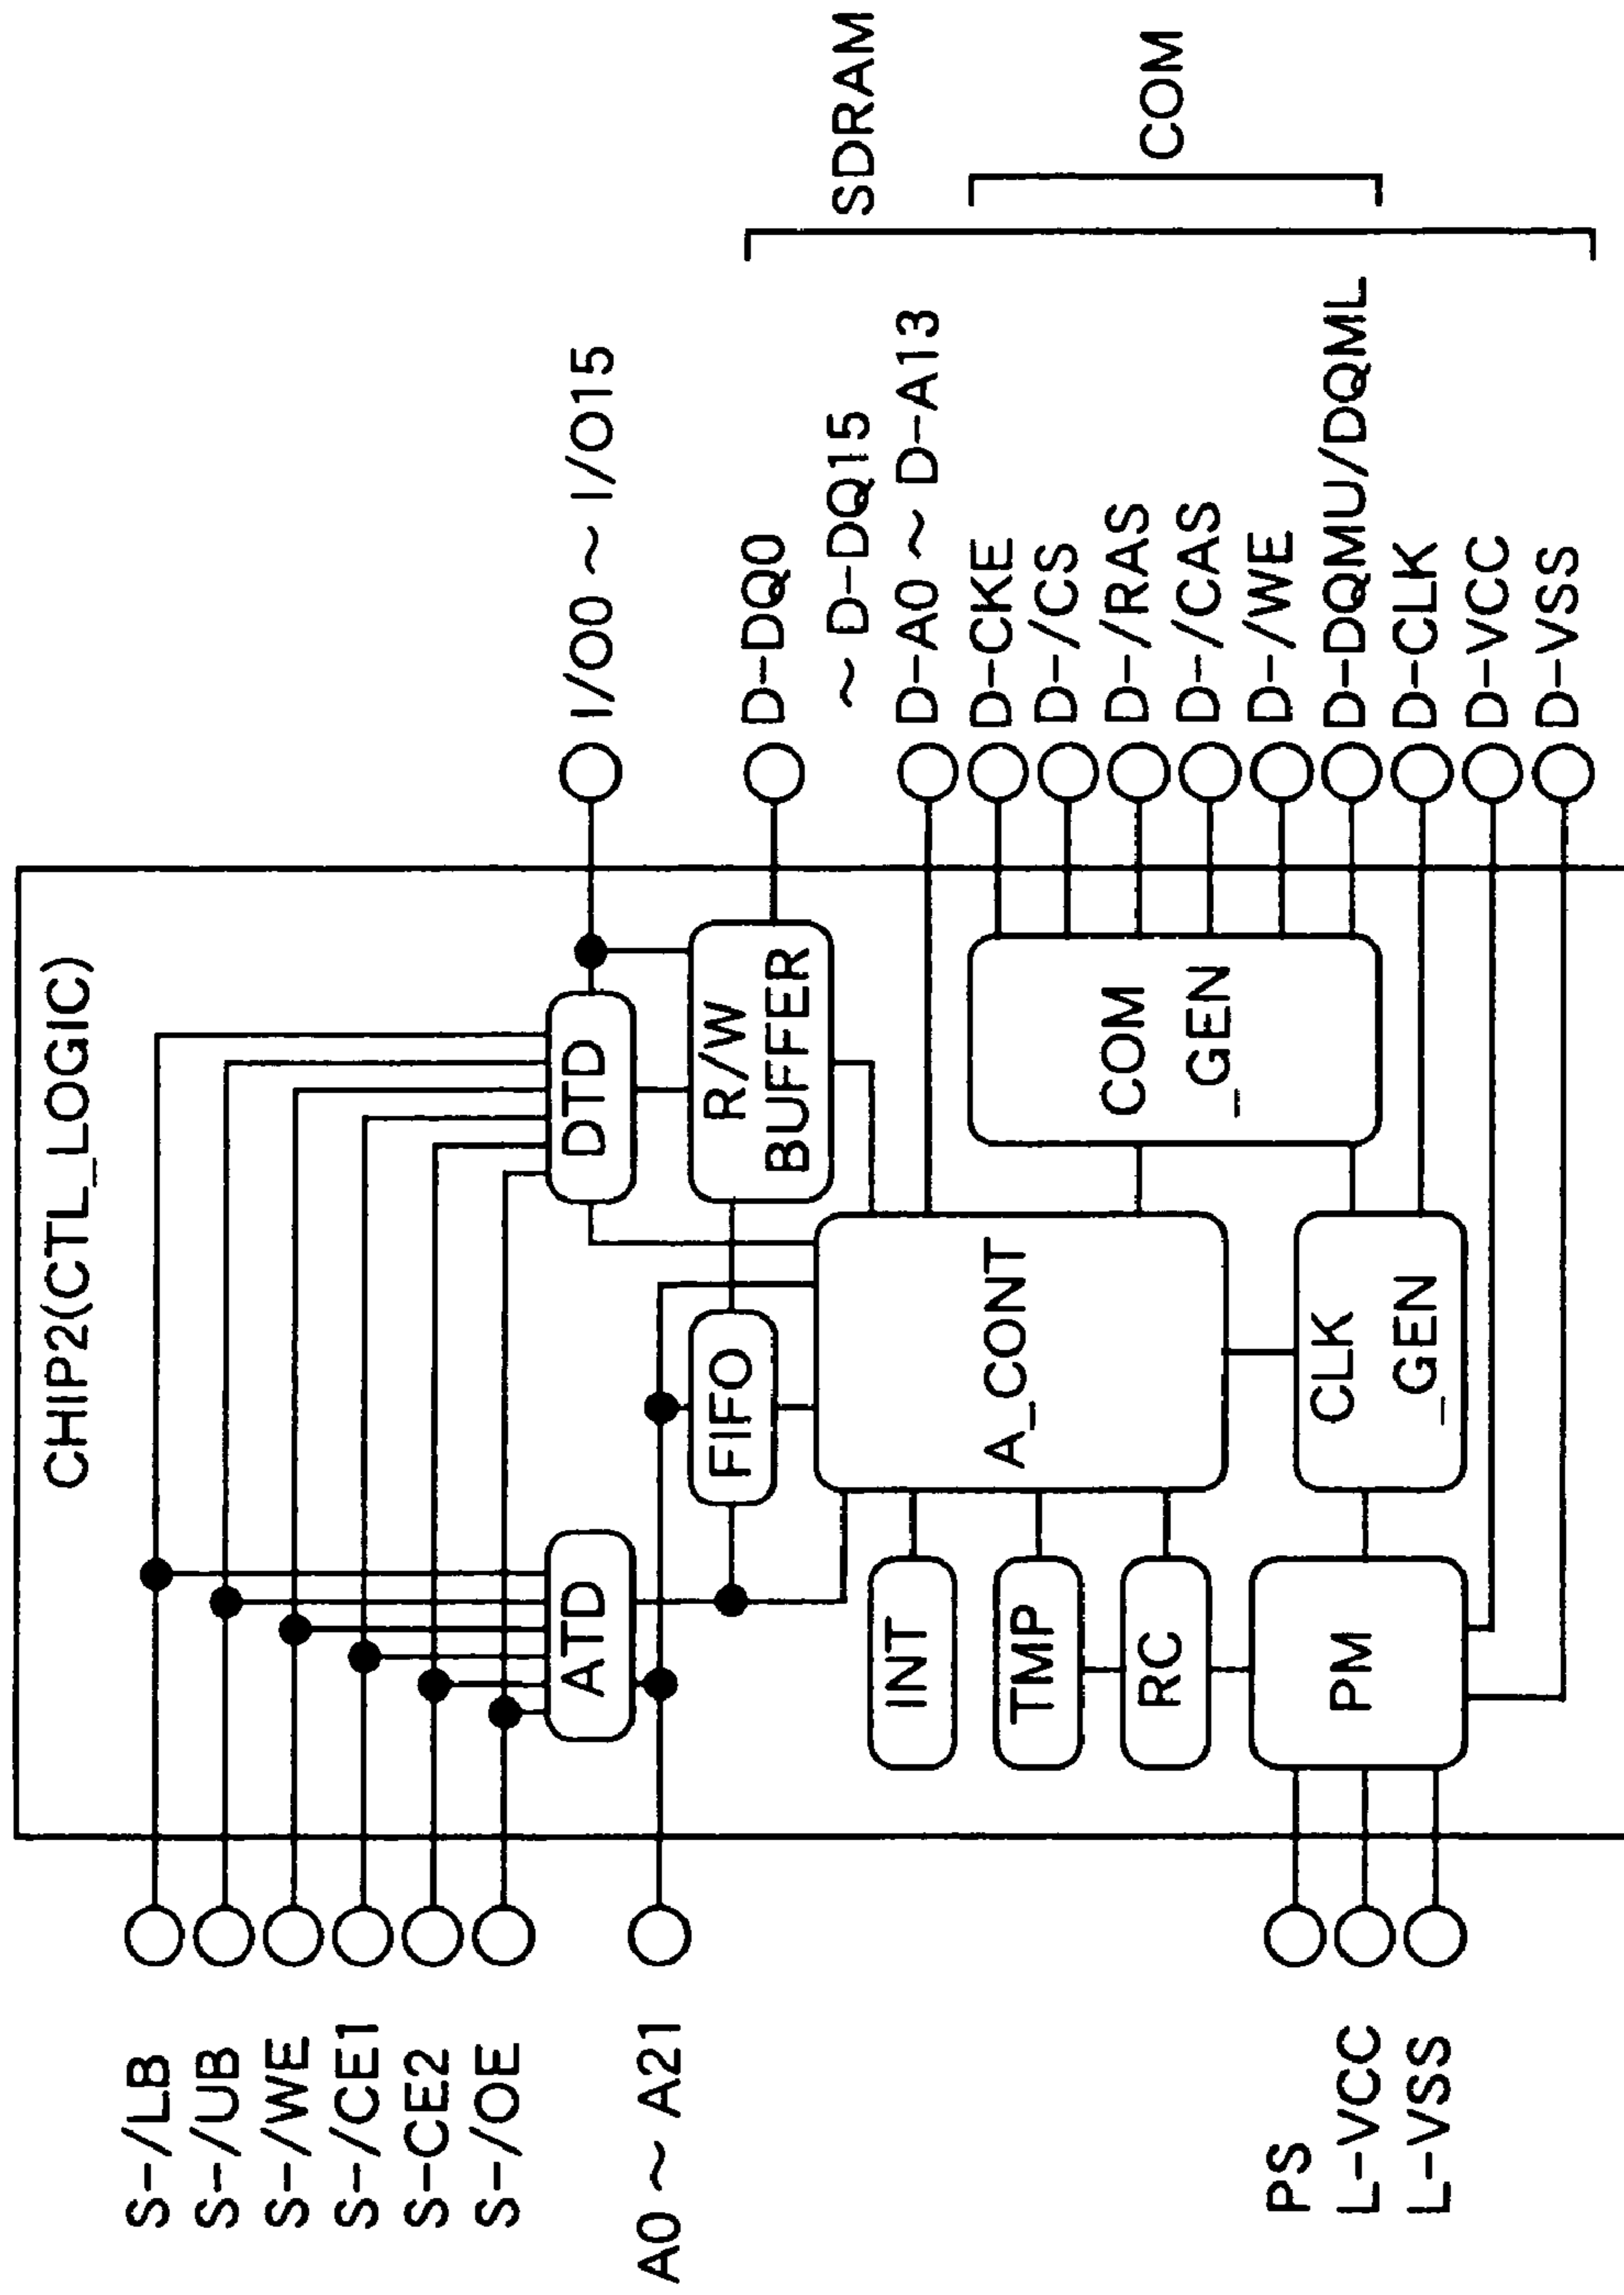 CHIP2(CTL_LOGIC)
S-/LB
S-/UB
S-/WE
S-/CE1
S-CE2
S-/OE
A0 ~ A21
PS
L-VCC
L-VSS
ATD
DTD
FIFO
R/W
BUFFER
INT
TMP
RC
PM
A_CONT
CLK
_GEN
COM
_GEN
I/O0 ~ I/O15
D-DQ0
~ D-DQ15
D-A0 ~ D-A13
D-CKE
D-/CS
D-/RAS
D-/CAS
D-/WE
D-DQMU/DQML
D-CLK
D-VCC
D-VSS
SDRAM
COM